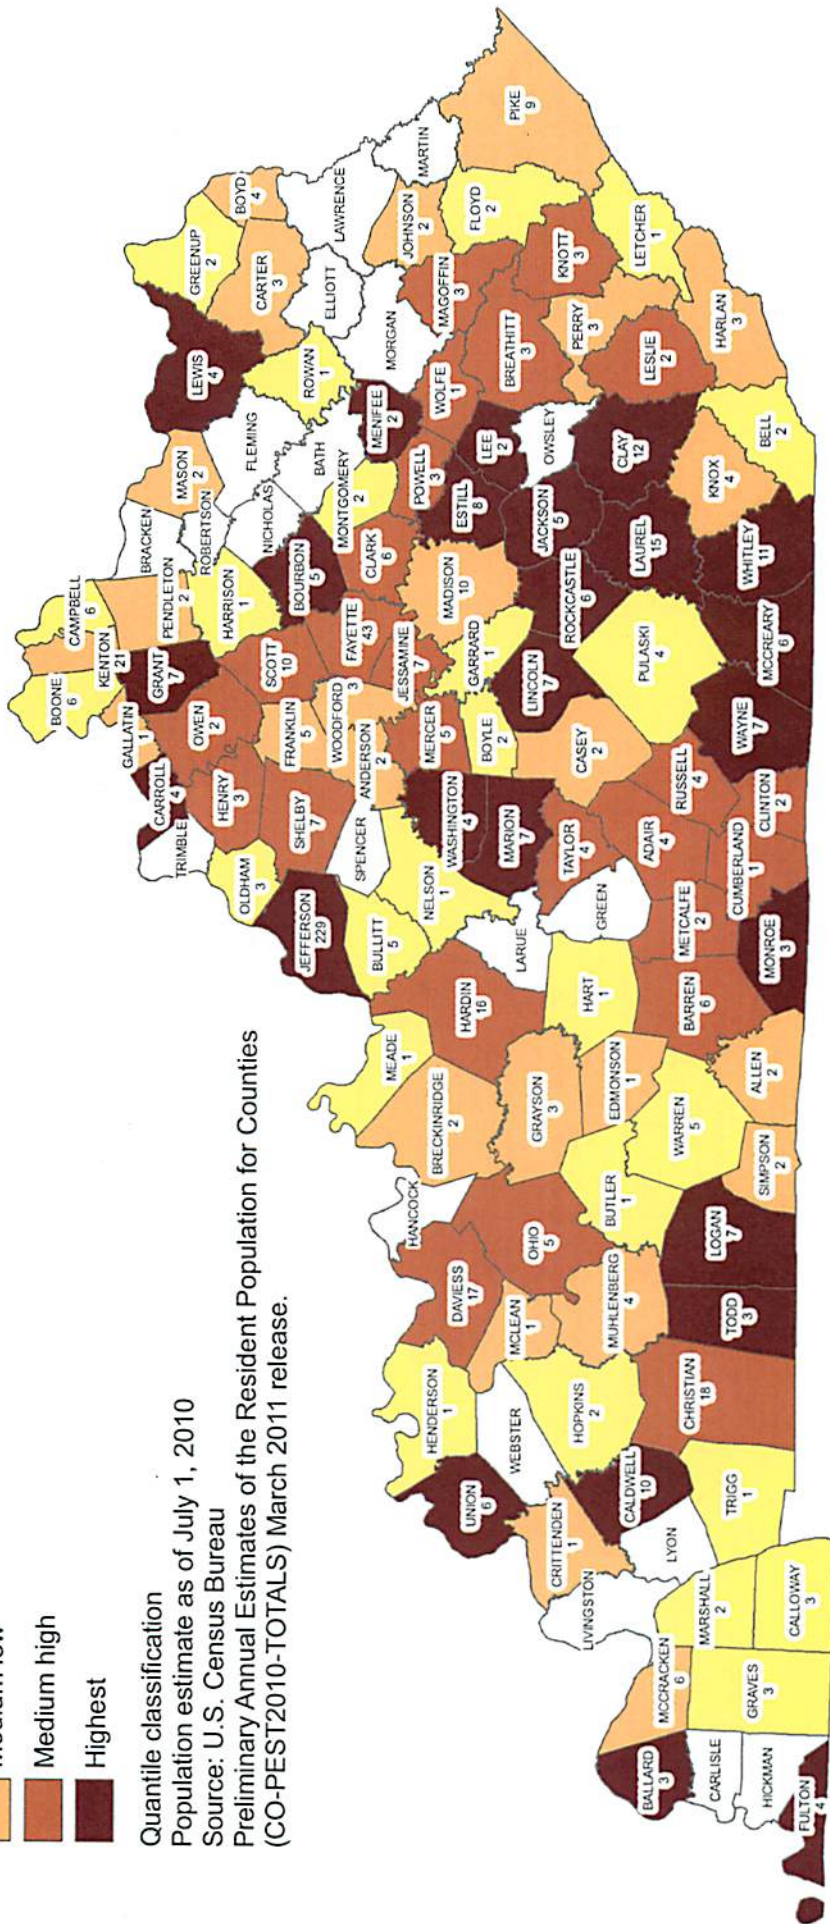 Medium high
Highest
Quantile classification
Population estimate as of July 1, 2010
Source: U.S. Census Bureau
Preliminary Annual Estimates of the Resident Population for Counties
(CO-PEST2010-TOTALS) March 2011 release.
BOONE
6
KENTON
21
CAMPBELL
6
GALLATIN
1
GRANT
7
PENDLETON
2
BRACKEN
MASON
2
ROBERTSON
LEWIS
4
GREENUP
2
BOYD
4
CARTER
3
CARROLL
4
TRIMBLE
OWEN
2
HARRISON
1
NICHOLAS
FLEMING
ROWAN
1
ELLIOTT
LAWRENCE
OLDHAM
3
HENRY
3
SCOTT
10
BOURBON
5
BATH
MONTGOMERY
2
MENIFEE
2
MORGAN
JOHNSON
2
MARTIN
JEFFERSON
229
SHELBY
7
FRANKLIN
5
WOODFORD
3
FAYETTE
43
CLARK
6
POWELL
3
WOLFE
1
MAGOFFIN
3
FLOYD
2
PIKE
9
SPENCER
ANDERSON
2
JESSAMINE
7
BULLITT
5
MEADE
1
NELSON
1
MERCER
5
MADISON
10
ESTILL
8
LEE
2
BREATHITT
3
KNOTT
3
HARDIN
16
WASHINGTON
4
BOYLE
2
GARRARD
1
HANCOCK
BRECKINRIDGE
2
LARUE
MARION
7
LINCOLN
7
ROCKCASTLE
6
JACKSON
5
OWSLEY
PERRY
3
LETCHER
1
HENDERSON
1
DAVIESS
17
UNION
6
WEBSTER
MCLEAN
1
OHIO
5
GRAYSON
3
HART
1
GREEN
TAYLOR
4
CASEY
2
PULASKI
4
LAUREL
15
CLAY
12
LESLIE
2
HARLAN
3
CRITTENDEN
1
HOPKINS
2
MUHLENBERG
4
BUTLER
1
EDMONSON
1
LIVINGSTON
CALDWELL
10
LYON
ADAIR
4
RUSSELL
4
KNOX
4
BELL
2
BALLARD
3
MCCRACKEN
6
MARSHALL
2
TRIGG
1
CHRISTIAN
18
TODD
3
LOGAN
7
WARREN
5
BARREN
6
METCALFE
2
CUMBERLAND
1
WAYNE
7
MCCREARY
6
WHITLEY
11
CARLISLE
GRAVES
3
CALLOWAY
3
SIMPSON
2
ALLEN
2
MONROE
3
CLINTON
2
HICKMAN
FULTON
4